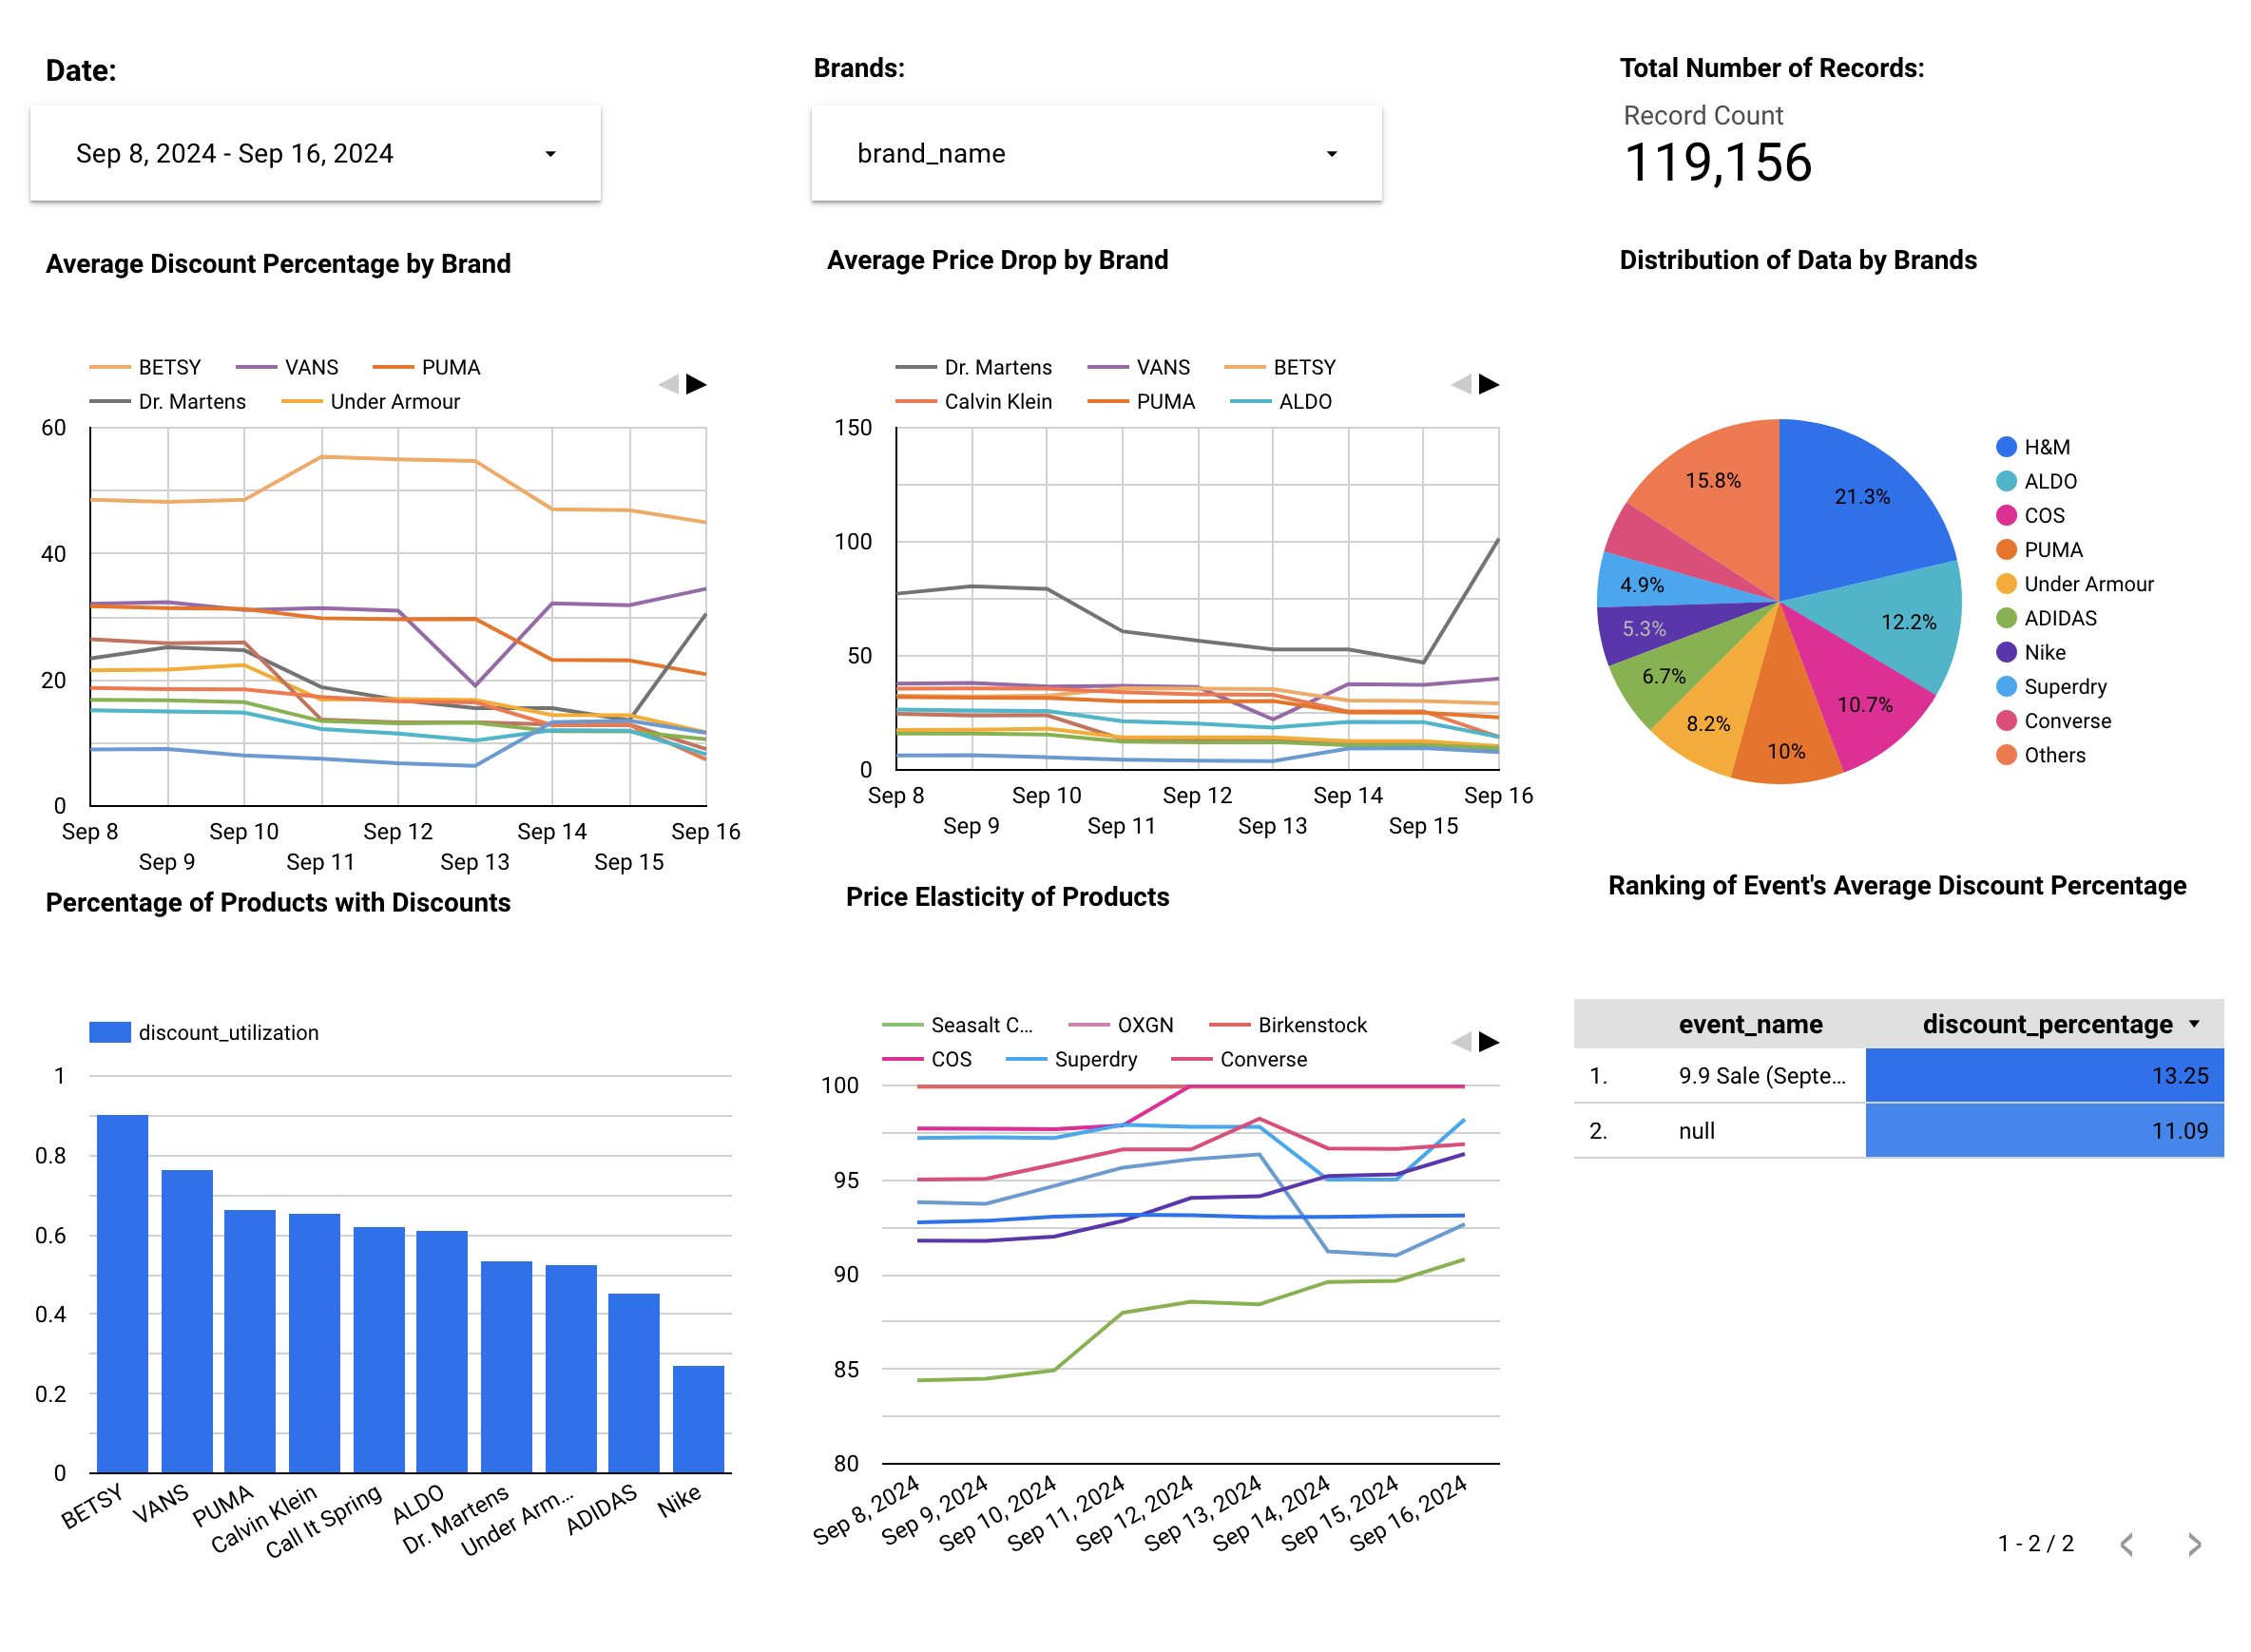 Date:
Brands:
Total Number of Records:
Sep 8, 2024 - Sep 16, 2024
brand_name
Record Count
119,156
Average Discount Percentage by Brand
Average Price Drop by Brand
Distribution of Data by Brands
BETSY VANS PUMA
Dr. Martens Under Armour
60
40
20
0
Sep 8 Sep 10 Sep 12 Sep 14 Sep 16
Sep 9 Sep 11 Sep 13 Sep 15
Dr. Martens VANS BETSY
Calvin Klein PUMA ALDO
150
100
50
0
Sep 8 Sep 10 Sep 12 Sep 14 Sep 16
Sep 9 Sep 11 Sep 13 Sep 15
15.8%
21.3%
4.9%
12.2%
5.3%
6.7%
10.7%
8.2%
10%
H&M
ALDO
COS
PUMA
Under Armour
ADIDAS
Nike
Superdry
Converse
Others
Percentage of Products with Discounts
Price Elasticity of Products
Ranking of Event's Average Discount Percentage
discount_utilization
1
0.8
0.6
0.4
0.2
0
BETSY
VANS
PUMA
Calvin Klein
Call It Spring
ALDO
Dr. Martens
Under Arm...
ADIDAS
Nike
Seasalt C... OXGN Birkenstock
COS Superdry Converse
100
95
90
85
80
Sep 8, 2024
Sep 9, 2024
Sep 10, 2024
Sep 11, 2024
Sep 12, 2024
Sep 13, 2024
Sep 14, 2024
Sep 15, 2024
Sep 16, 2024
event_name discount_percentage
1. 9.9 Sale (Septe... 13.25
2. null 11.09
1 - 2 / 2